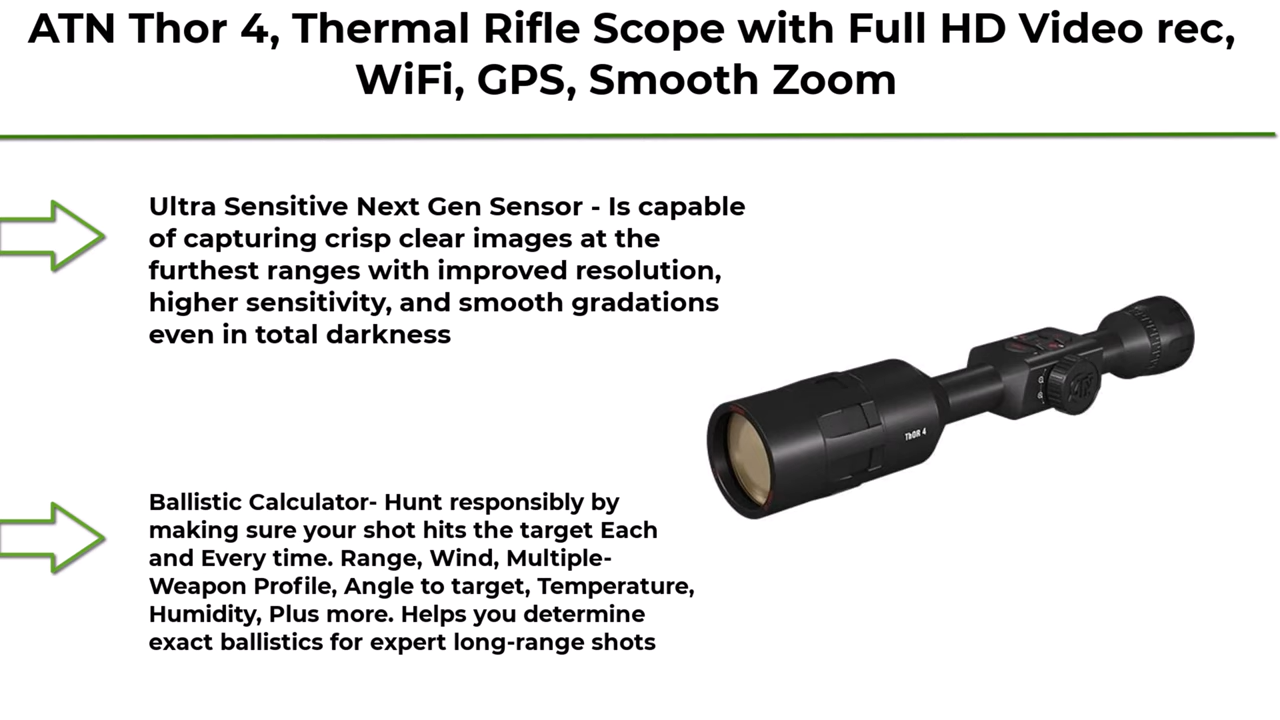 ATN Thor 4, Thermal Rifle Scope with Full HD Video rec,
WiFi, GPS, Smooth Zoom
Ultra Sensitive Next Gen Sensor - Is capable
of capturing crisp clear images at the
furthest ranges with improved resolution,
higher sensitivity, and smooth gradations
even in total darkness
ThOR 4
Ballistic Calculator- Hunt responsibly by
making sure your shot hits the target Each
and Every time. Range, Wind, Multiple-
Weapon Profile, Angle to target, Temperature,
Humidity, Plus more. Helps you determine
exact ballistics for expert long-range shots